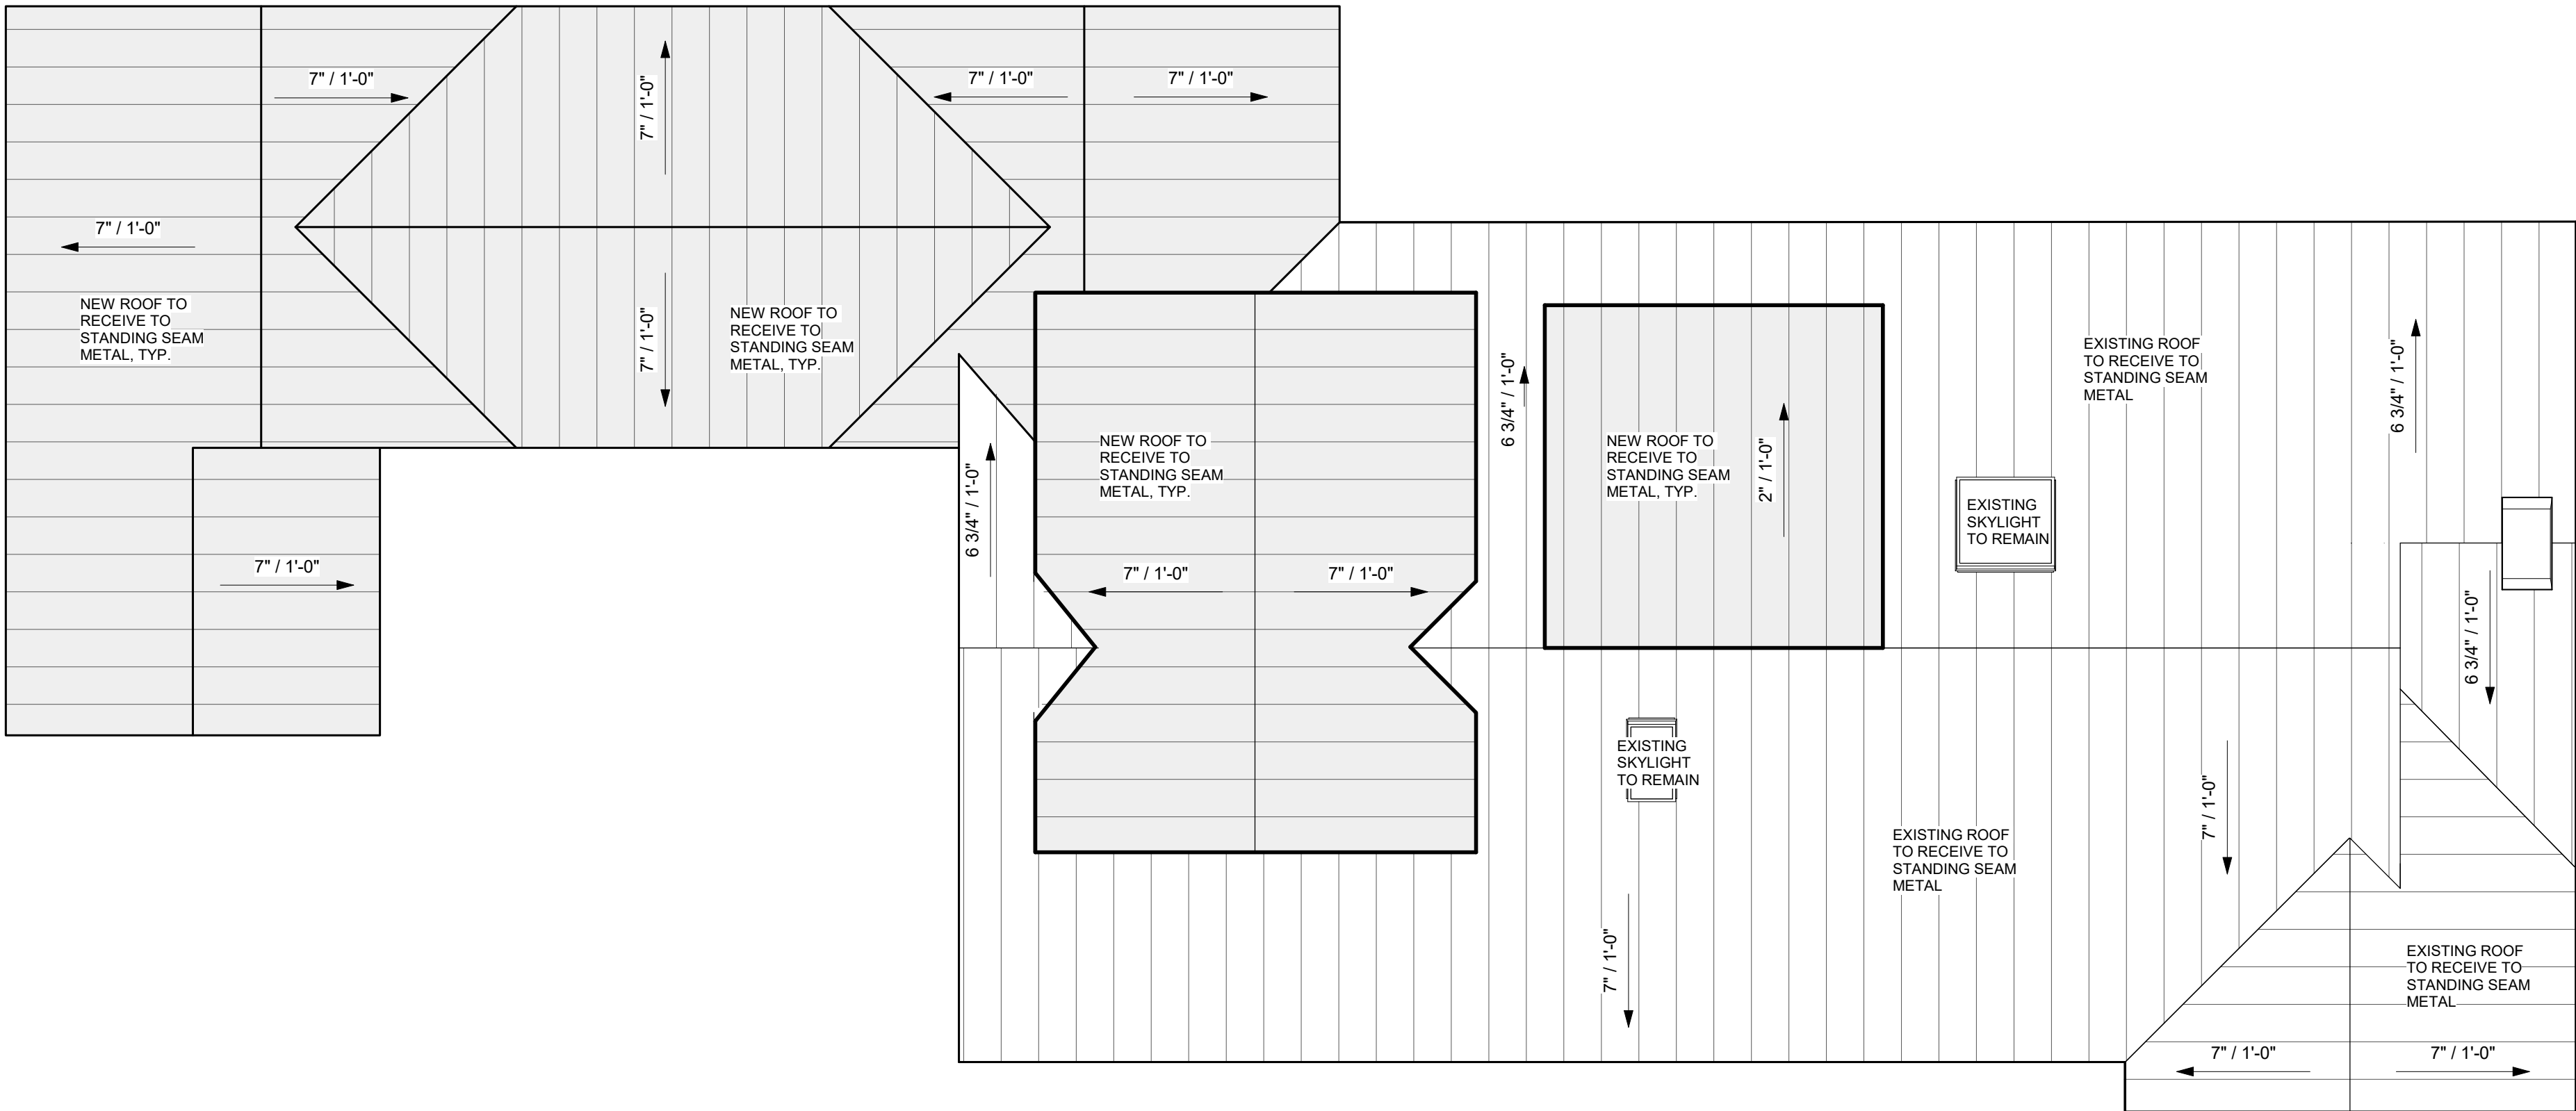 7" / 1'-0"
7" / 1'-0"
7" / 1'-0"
7" / 1'-0"
7" / 1'-0"
NEW ROOF TO
RECEIVE TO
STANDING SEAM
METAL, TYP.
7" / 1'-0"
NEW ROOF TO
RECEIVE TO
STANDING SEAM
METAL, TYP.
7" / 1'-0"
6 3/4" / 1'-0"
NEW ROOF TO
RECEIVE TO
STANDING SEAM
METAL, TYP.
7" / 1'-0"
7" / 1'-0"
6 3/4" / 1'-0"
NEW ROOF TO
RECEIVE TO
STANDING SEAM
METAL, TYP.
2" / 1'-0"
EXISTING ROOF
TO RECEIVE TO
STANDING SEAM
METAL
6 3/4" / 1'-0"
EXISTING
SKYLIGHT
TO REMAIN
6 3/4" / 1'-0"
EXISTING
SKYLIGHT
TO REMAIN
7" / 1'-0"
EXISTING ROOF
TO RECEIVE TO
STANDING SEAM
METAL
7" / 1'-0"
EXISTING ROOF
TO RECEIVE TO
STANDING SEAM
METAL
7" / 1'-0"
7" / 1'-0"